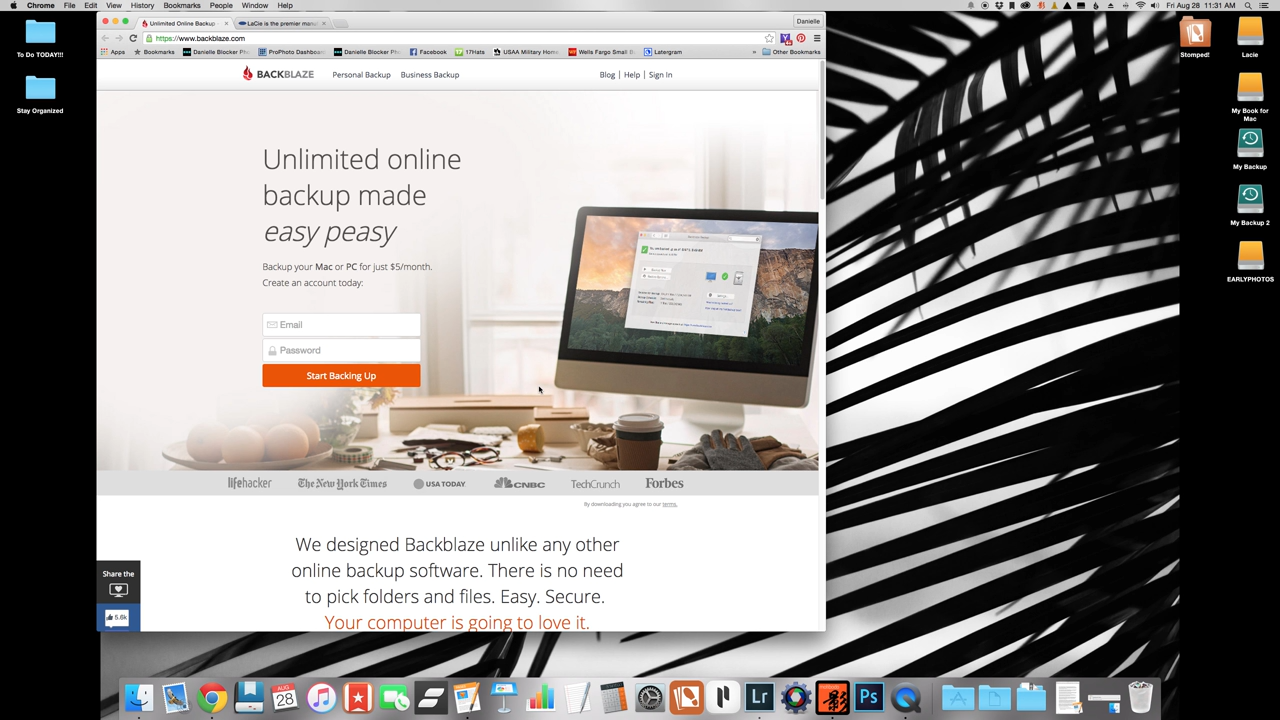 Chrome File Edit View History Bookmarks People Window Help
Fri Aug 28 11:31 AM
Unlimited Online Backup
LaCie is the premier manu
Danielle
https://www.backblaze.com
Apps Bookmarks Danielle Blocker Pho ProPhoto Dashboard Danielle Blocker Pho Facebook 17Hats USAA Military Home Wells Fargo Small B Latergram » Other Bookmarks
To Do TODAY!!!
Stay Organized
Stomped!
Lacie
My Book for
Mac
My Backup
My Backup 2
EARLYPHOTOS
BACKBLAZE Personal Backup Business Backup Blog | Help | Sign In
Unlimited online
backup made
easy peasy
Backup your Mac or PC for just $5/month.
Create an account today:
Email
Password
Start Backing Up
lifehacker The New York Times USA TODAY CNBC TechCrunch Forbes
By downloading you agree to our terms.
We designed Backblaze unlike any other
online backup software. There is no need
to pick folders and files. Easy. Secure.
Your computer is going to love it.
Share the
5.6k
AUG
28
Lr
Ps